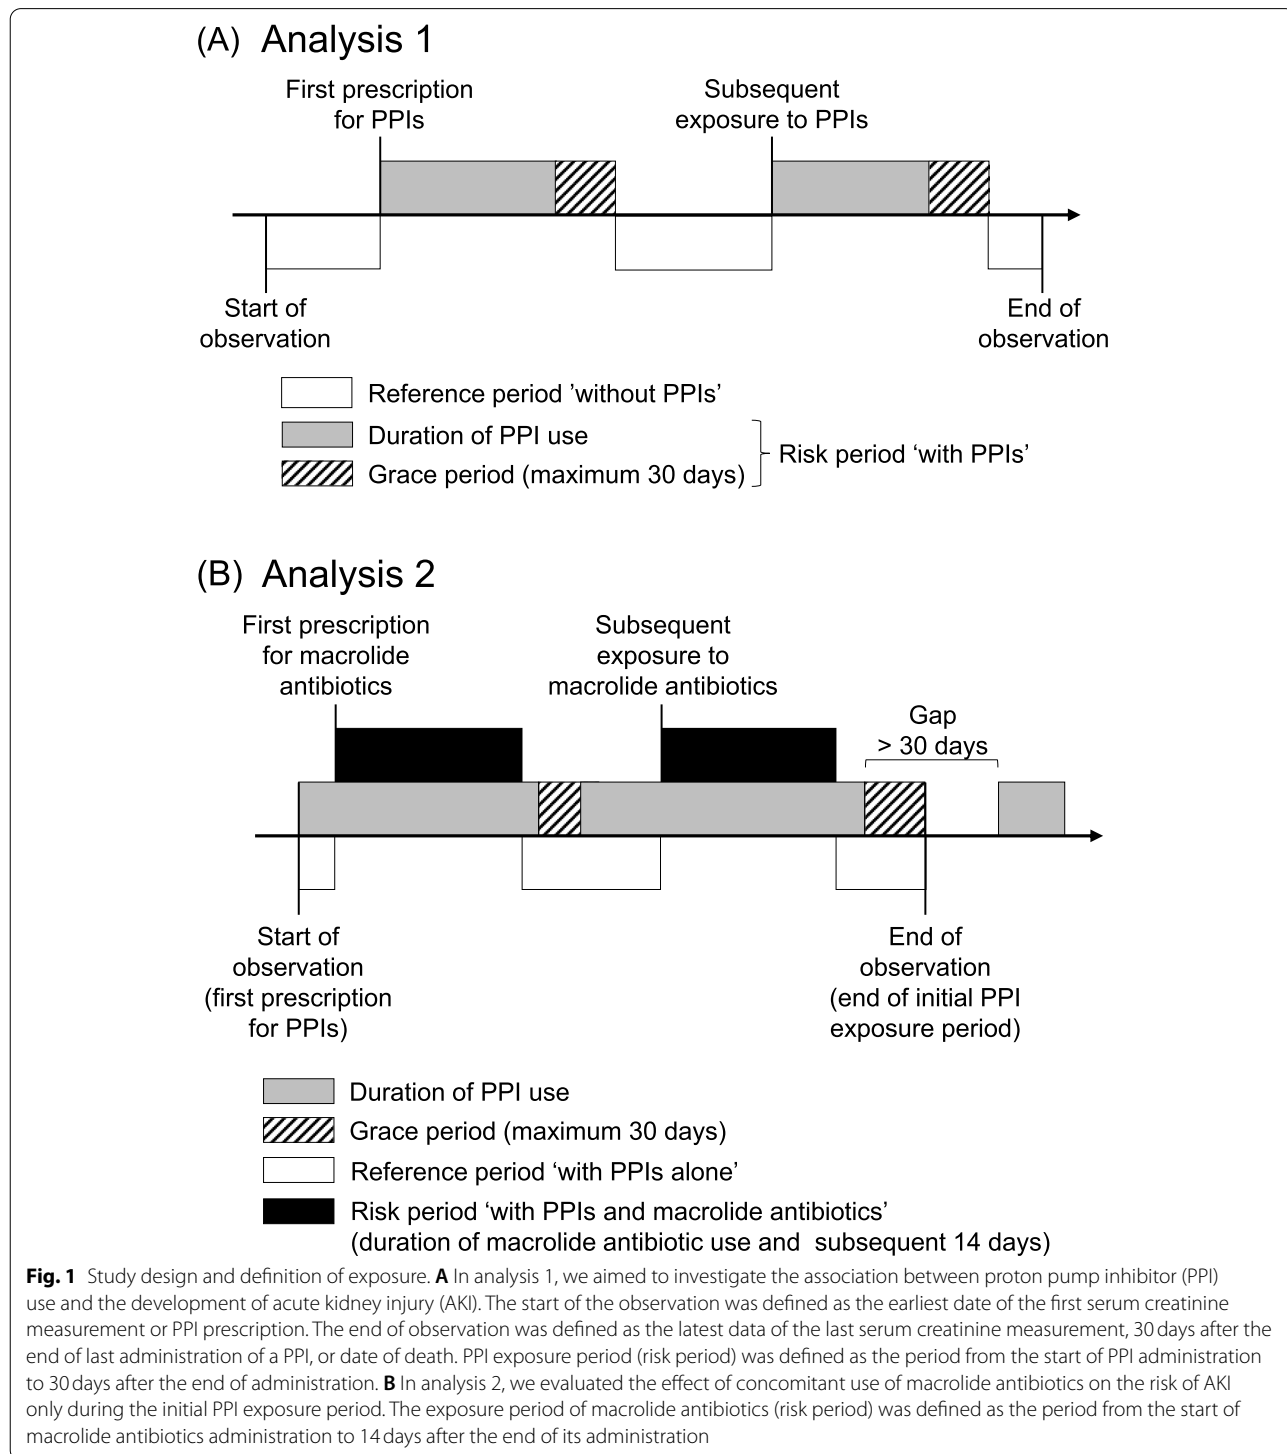 (A) Analysis 1
First prescription
for PPIs
Subsequent
exposure to PPIs
Start of
observation
End of
observation
Reference period ’without PPIs’
Duration of PPI use
Grace period (maximum 30 days)
Risk period ‘with PPIs’
(B) Analysis 2
First prescription
for macrolide
antibiotics
Subsequent
exposure to
macrolide antibiotics
Gap
> 30 days
Start of
observation
(first prescription
for PPIs)
End of
observation
(end of initial PPI
exposure period)
Duration of PPI use
Grace period (maximum 30 days)
Reference period ‘with PPIs alone’
Risk period ‘with PPIs and macrolide antibiotics’
(duration of macrolide antibiotic use and subsequent 14 days)
Fig. 1 Study design and definition of exposure. A In analysis 1, we aimed to investigate the association between proton pump inhibitor (PPI)
use and the development of acute kidney injury (AKI). The start of the observation was defined as the earliest date of the first serum creatinine
measurement or PPI prescription. The end of observation was defined as the latest data of the last serum creatinine measurement, 30 days after the
end of last administration of a PPI, or date of death. PPI exposure period (risk period) was defined as the period from the start of PPI administration
to 30 days after the end of administration. B In analysis 2, we evaluated the effect of concomitant use of macrolide antibiotics on the risk of AKI
only during the initial PPI exposure period. The exposure period of macrolide antibiotics (risk period) was defined as the period from the start of
macrolide antibiotics administration to 14 days after the end of its administration